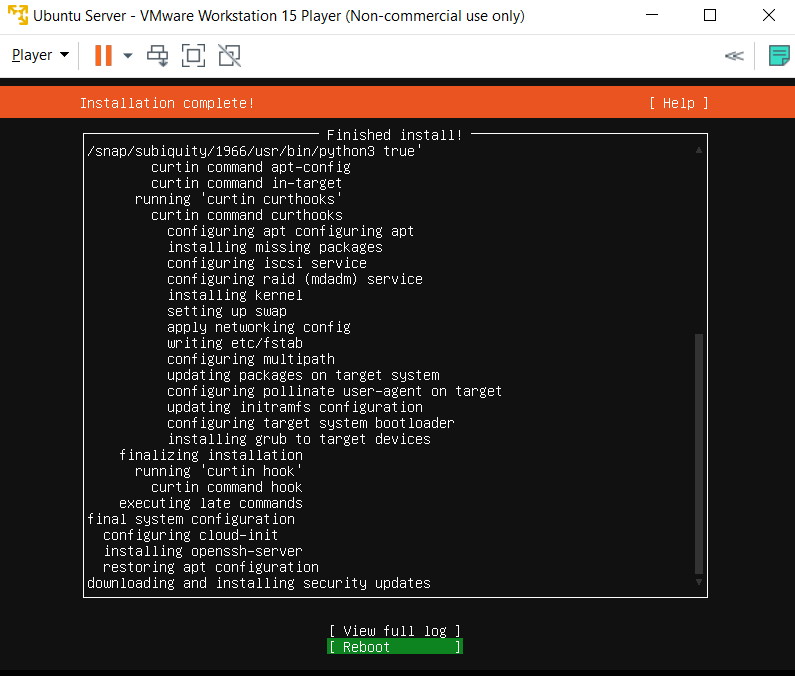 Ubuntu Server - VMware Workstation 15 Player (Non-commercial use only)
Player
Installation complete!
[ Help ]
Finished install!
/snap/subiquity/1966/usr/bin/python3 true'
curtin command apt-config
curtin command in-target
running 'curtin curthooks'
curtin command curthooks
configuring apt configuring apt
installing missing packages
configuring iscsi service
configuring raid (mdadm) service
installing kernel
setting up swap
apply networking config
writing etc/fstab
configuring multipath
updating packages on target system
configuring pollinate user-agent on target
updating initramfs configuration
configuring target system bootloader
installing grub to target devices
finalizing installation
running 'curtin hook'
curtin command hook
executing late commands
final system configuration
configuring cloud-init
installing openssh-server
restoring apt configuration
downloading and installing security updates
[ View full log ]
[ Reboot ]